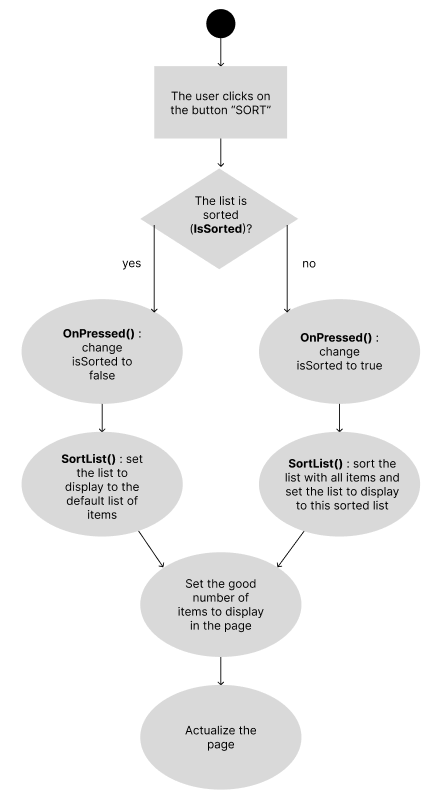 The user clicks on
the button “SORT”
The list is
sorted
(IsSorted)?
yes
no
OnPressed() :
change
isSorted to
false
OnPressed() :
change
isSorted to true
SortList() : set
the list to
display to the
default list of
items
SortList() : sort the
list with all items and
set the list to display
to this sorted list
Set the good
number of
items to display
in the page
Actualize the
page